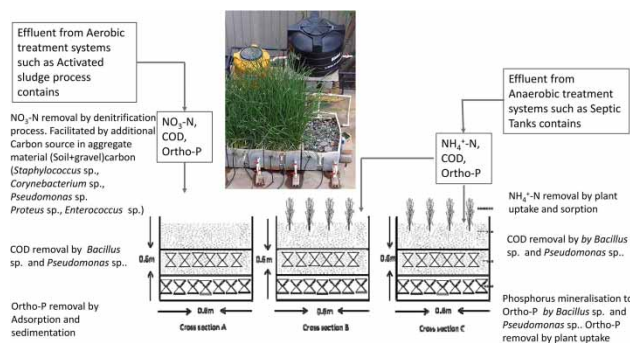 Effluent from Aerobic
treatment systems
such as Activated
sludge process
contains
NO₃-N removal by denitrification
process. Facilitated by additional
Carbon source in aggregate
material (Soil+gravel)carbon
(Staphylococcus sp.,
Corynebacterium sp.,
Pseudomonas sp.
Proteus sp., Enterococcus sp.)
NO₃-N,
COD,
Ortho-P
COD removal by Bacillus
sp. and Pseudomonas sp..
Ortho-P removal by
Adsorption and
sedimentation
Effluent from
Anaerobic treatment
systems such as Septic
Tanks contains
NH₄⁺-N,
COD,
Ortho-P
NH₄⁺-N removal by plant
uptake and sorption
COD removal by by Bacillus
sp. and Pseudomonas sp..
Phosphorus mineralisation to
Ortho-P by Bacillus sp. and
Pseudomonas sp.. Ortho-P
removal by plant uptake
0.6m
0.6m
0.6m
0.6m
0.6m
0.6m
Cross section A
Cross section B
Cross section C